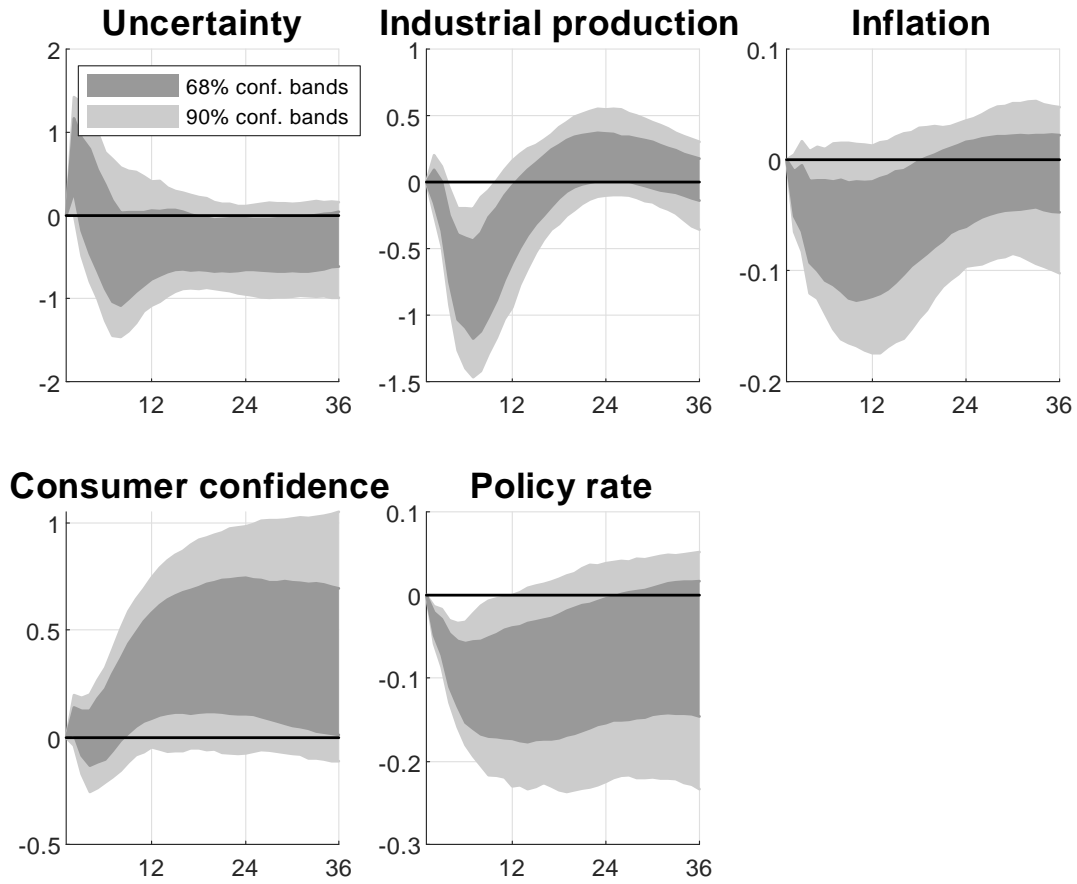 Uncertainty
2
1
0
-1
-2
12 24 36
68% conf. bands
90% conf. bands
Industrial production
1
0.5
0
-0.5
-1
-1.5
12 24 36
Inflation
0.1
0
-0.1
-0.2
12 24 36
Consumer confidence
1
0.5
0
-0.5
12 24 36
Policy rate
0.1
0
-0.1
-0.2
-0.3
12 24 36